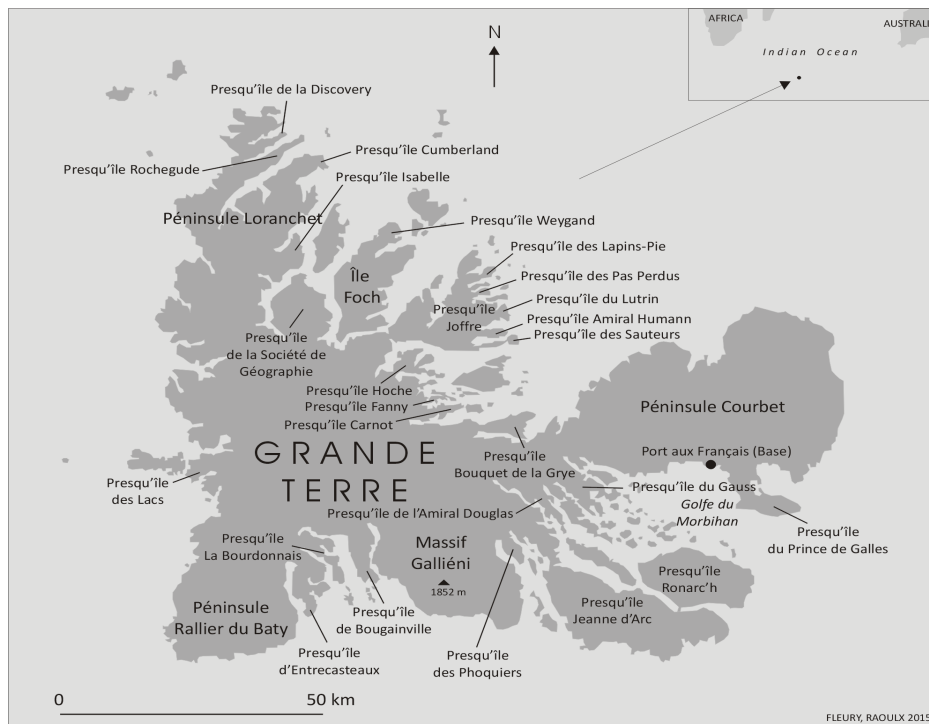 AFRICA
AUSTRALI
Indian Ocean
N
Presqu'île de la Discovery
Presqu'île Cumberland
Presqu'île Rochegude
Presqu'île Isabelle
Péninsule Loranchet
Presqu'île Weygand
Presqu'île des Lapins-Pie
Presqu'île des Pas Perdus
Île
Foch
Presqu'île du Lutrin
Presqu'île
Joffre
Presqu'île Amiral Humann
Presqu'île des Sauteurs
Presqu'île
de la Société de
Géographie
Presqu'île Hoche
Presqu'île Fanny
Presqu'île Carnot
Péninsule Courbet
GRANDE
TERRE
Presqu'île
Bouquet de la Grye
Port aux Français (Base)
Presqu'île
des Lacs
Presqu'île du Gauss
Golfe du
Morbihan
Presqu'île de l'Amiral Douglas
Presqu'île
du Prince de Galles
Presqu'île
La Bourdonnais
Massif
Galliéni
1852 m
Presqu'île
Ronarc'h
Péninsule
Rallier du Baty
Presqu'île
de Bougainville
Presqu'île
Jeanne d'Arc
Presqu'île
d'Entrecasteaux
Presqu'île
des Phoquiers
0
50 km
FLEURY, RAOULX 2015